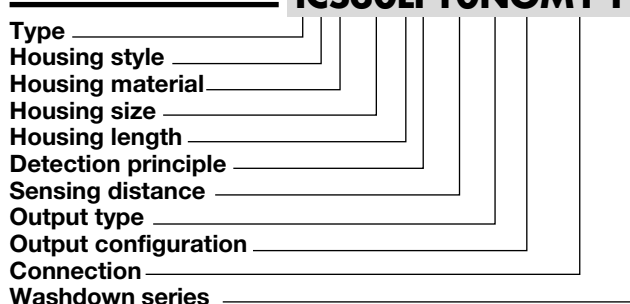 Type
Housing style
Housing material
Housing size
Housing length
Detection principle
Sensing distance
Output type
Output configuration
Connection
Washdown series